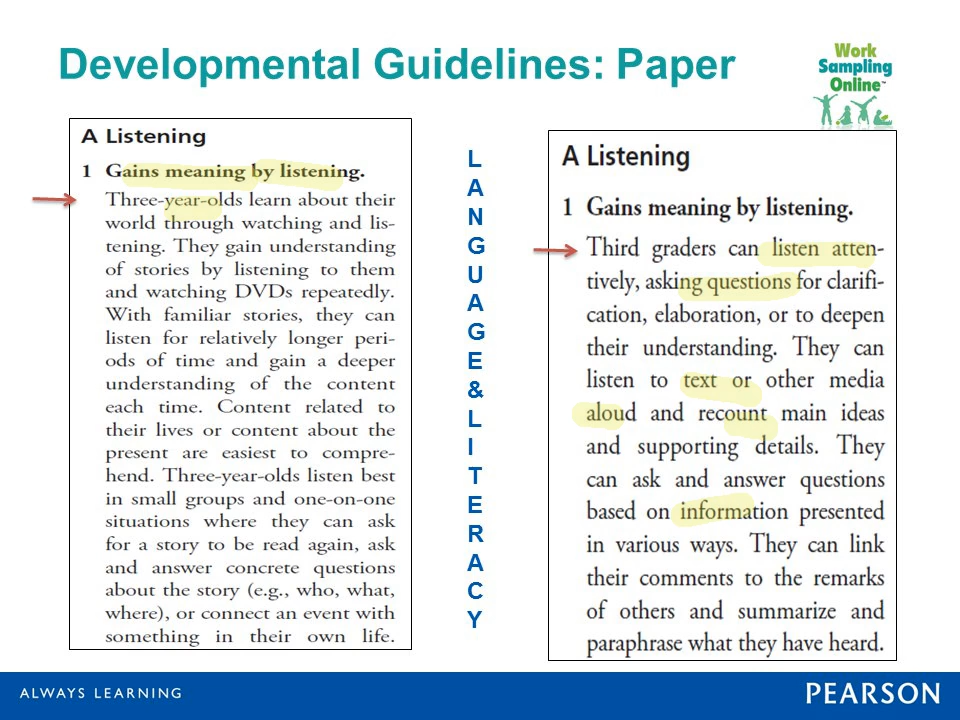 Developmental Guidelines: Paper
Work
Sampling
Online™
A Listening
1 Gains meaning by listening.
Three-year-olds learn about their
world through watching and lis-
tening. They gain understanding
of stories by listening to them
and watching DVDs repeatedly.
With familiar stories, they can
listen for relatively longer peri-
ods of time and gain a deeper
understanding of the content
each time. Content related to
their lives or content about the
present are easiest to compre-
hend. Three-year-olds listen best
in small groups and one-on-one
situations where they can ask
for a story to be read again, ask
and answer concrete questions
about the story (e.g., who, what,
where), or connect an event with
something in their own life.
L
A
N
G
U
A
G
E
&
L
I
T
E
R
A
C
Y
A Listening
1 Gains meaning by listening.
Third graders can listen atten-
tively, asking questions for clarifi-
cation, elaboration, or to deepen
their understanding. They can
listen to text or other media
aloud and recount main ideas
and supporting details. They
can ask and answer questions
based on information presented
in various ways. They can link
their comments to the remarks
of others and summarize and
paraphrase what they have heard.
ALWAYS LEARNING
PEARSON